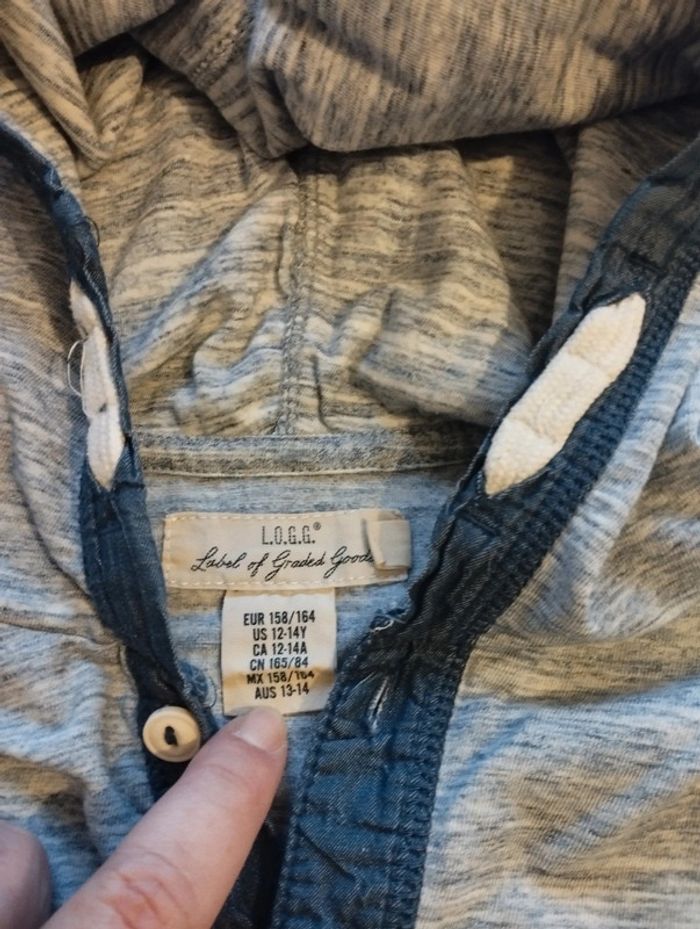 L.O.G.G.®
Label of Graded Goods
EUR 158/164
US 12-14Y
CA 12-14A
CN 165/84
MX 158/164
AUS 13-14